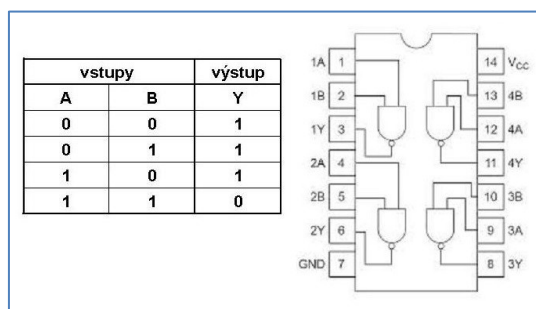 vstupy výstup
A B Y
0 0 1
0 1 1
1 0 1
1 1 0
1A 1 14 VCC
1B 2 13 4B
1Y 3 12 4A
2A 4 11 4Y
2B 5 10 3B
2Y 6 9 3A
GND 7 8 3Y